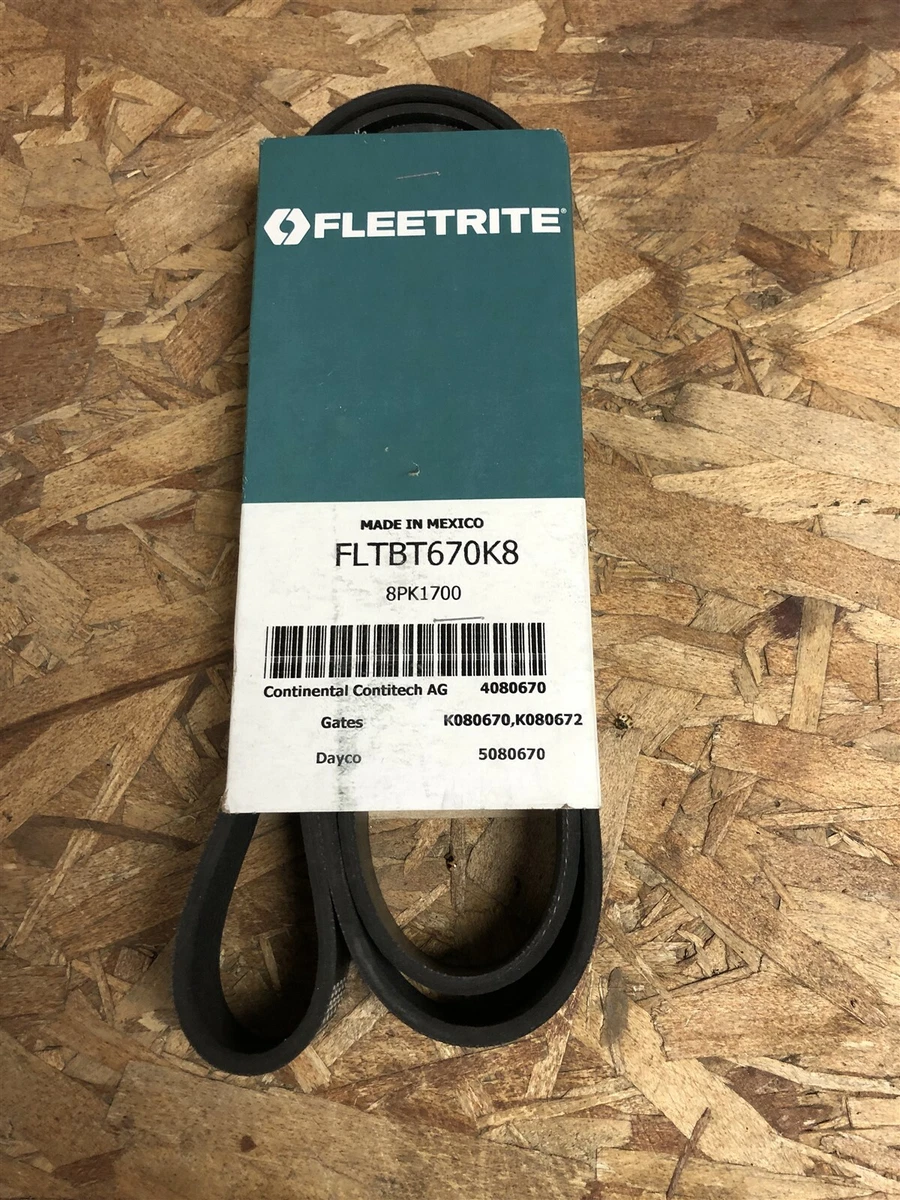 FLEETRITE®
MADE IN MEXICO
FLTBT670K8
8PK1700
Continental Contitech AG 4080670
Gates K080670,K080672
Dayco 5080670